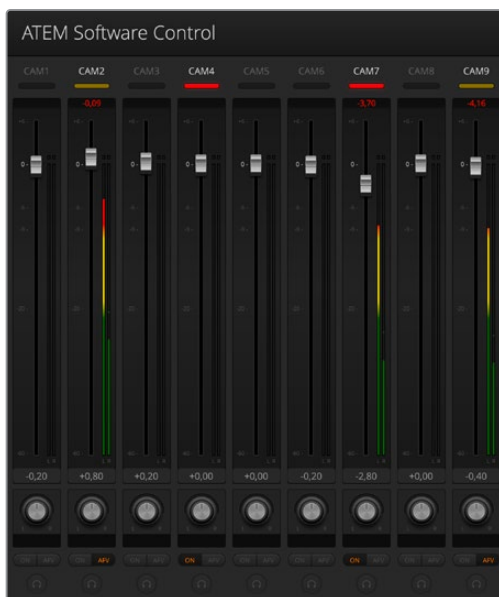 ATEM Software Control
CAM1 CAM2 CAM3 CAM4 CAM5 CAM6 CAM7 CAM8 CAM9
-0,09 -3,70 -4,16
-0,20 +0,80 +0,20 +0,00 +0,00 -0,20 -2,80 +0,00 -0,40
ON AFV ON AFV ON AFV ON AFV ON AFV ON AFV ON AFV ON AFV ON AFV